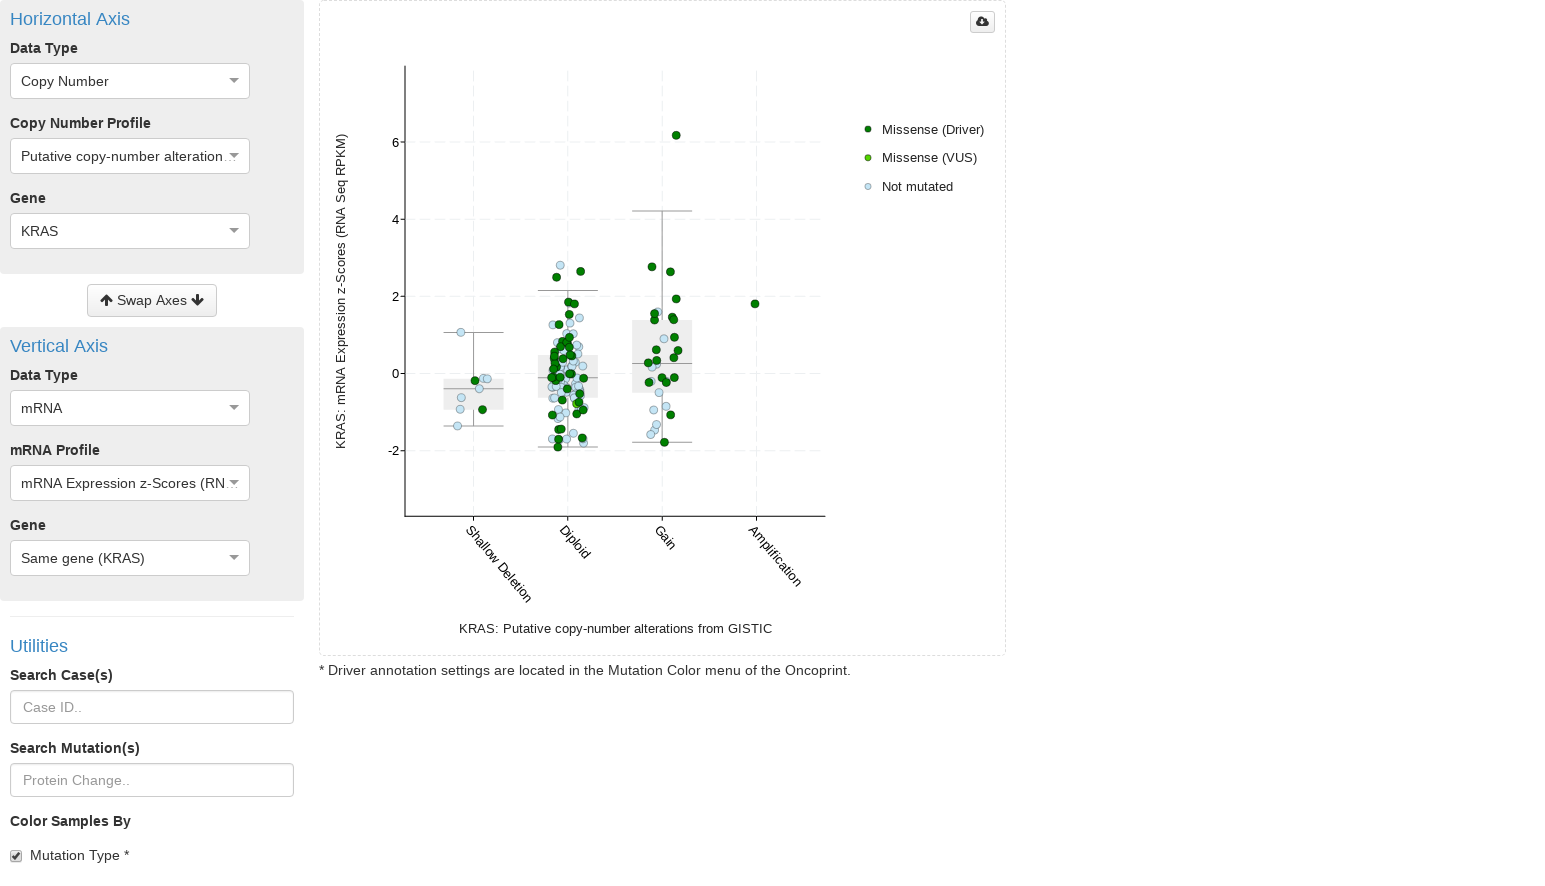 Horizontal Axis
Data Type
Copy Number
Copy Number Profile
Putative copy-number alteration...
Gene
KRAS
Swap Axes
Vertical Axis
Data Type
mRNA
mRNA Profile
mRNA Expression z-Scores (RN...
Gene
Same gene (KRAS)
Utilities
Search Case(s)
Case ID..
Search Mutation(s)
Protein Change..
Color Samples By
Mutation Type *
KRAS: mRNA Expression z-Scores (RNA Seq RPKM)
6
4
2
0
-2
Shallow Deletion
Diploid
Gain
Amplification
KRAS: Putative copy-number alterations from GISTIC
Missense (Driver)
Missense (VUS)
Not mutated
* Driver annotation settings are located in the Mutation Color menu of the Oncoprint.